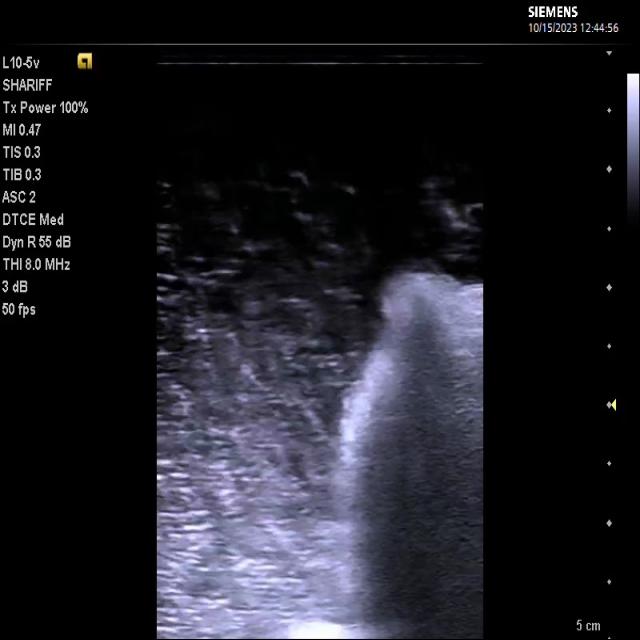 SIEMENS
10/15/2023 12:44:56
L10-5v
SHARIFF
Tx Power 100%
MI 0.47
TIS 0.3
TIB 0.3
ASC 2
DTCE Med
Dyn R 55 dB
THI 8.0 MHz
3 dB
50 fps
5 cm